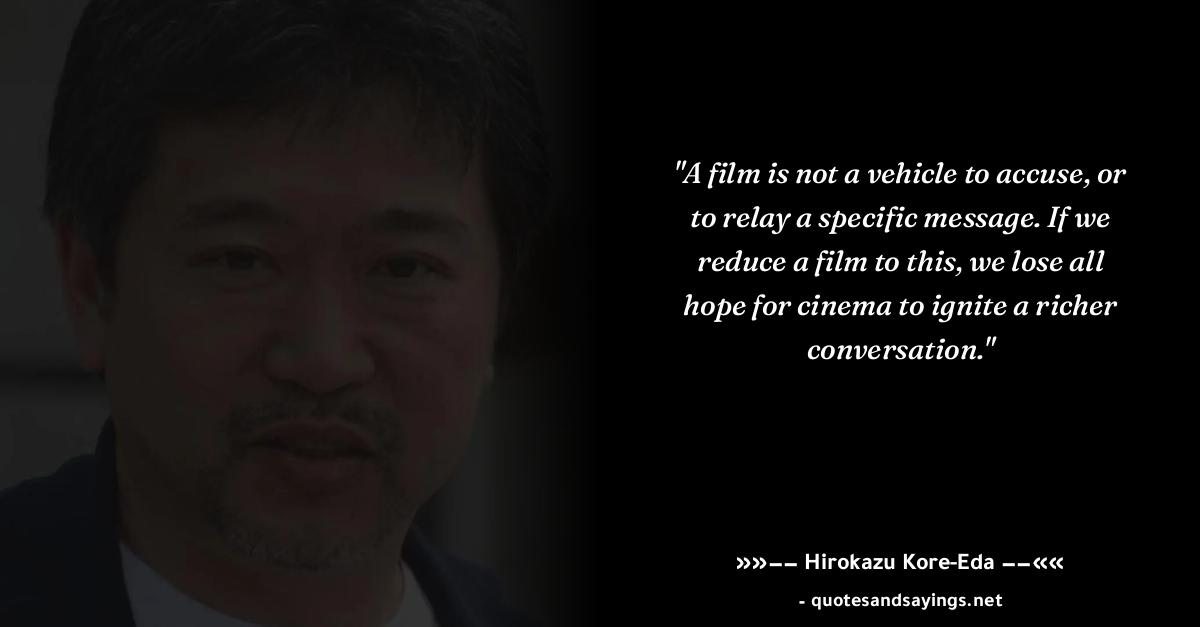 "A film is not a vehicle to accuse, or
to relay a specific message. If we
reduce a film to this, we lose all
hope for cinema to ignite a richer
conversation."
»»−− Hirokazu Kore-Eda −−««
- quotesandsayings.net